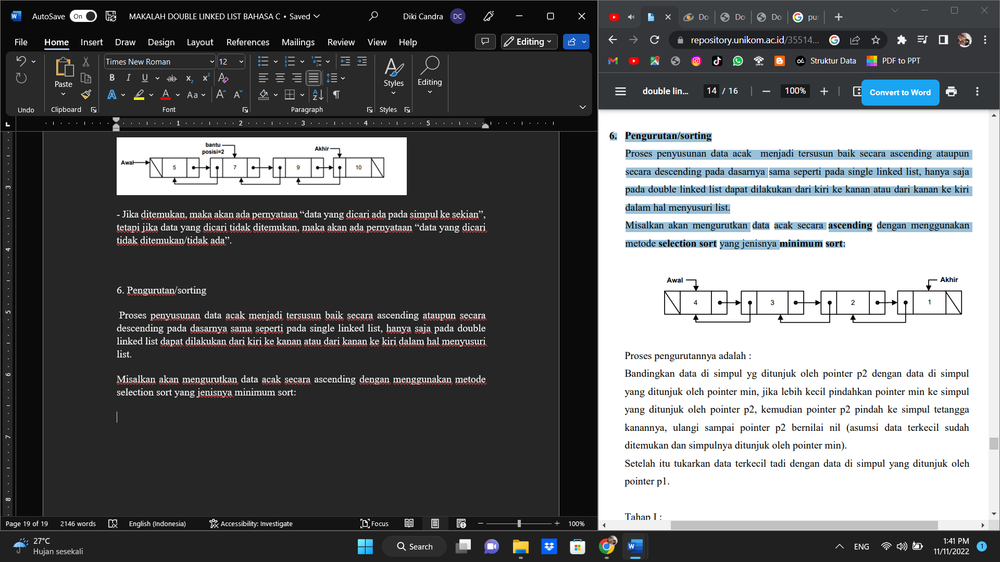 AutoSave On MAKALAH DOUBLE LINKED LIST BAHASA C • Saved Diki Candra DC
File Home Insert Draw Design Layout References Mailings Review View Help Editing
Times New Roman 12
Paste Styles Editing
Undo Clipboard Font Paragraph Styles
1 2 3 4 5
bantu
posisi=2
Akhir
Awal
5 7 9 10
- Jika ditemukan, maka akan ada pernyataan “data yang dicari ada pada simpul ke sekian”,
tetapi jika data yang dicari tidak ditemukan, maka akan ada pernyataan “data yang dicari
tidak ditemukan/tidak ada”.
6. Pengurutan/sorting
Proses penyusunan data acak menjadi tersusun baik secara ascending ataupun secara
descending pada dasarnya sama seperti pada single linked list, hanya saja pada double
linked list dapat dilakukan dari kiri ke kanan atau dari kanan ke kiri dalam hal menyusuri
list.
Misalkan akan mengurutkan data acak secara ascending dengan menggunakan metode
selection sort yang jenisnya minimum sort:
3
4
5
6
7
8
Page 19 of 19 2146 words English (Indonesia) Accessibility: Investigate Focus 100%
Do Do Do pu
repository.unikom.ac.id/35514...
Struktur Data PDF to PPT
double lin... 14 / 16 100% Convert to Word
6. Pengurutan/sorting
Proses penyusunan data acak menjadi tersusun baik secara ascending ataupun
secara descending pada dasarnya sama seperti pada single linked list, hanya saja
pada double linked list dapat dilakukan dari kiri ke kanan atau dari kanan ke kiri
dalam hal menyusuri list.
Misalkan akan mengurutkan data acak secara ascending dengan menggunakan
metode selection sort yang jenisnya minimum sort:
Awal Akhir
4 3 2 1
Proses pengurutannya adalah :
Bandingkan data di simpul yg ditunjuk oleh pointer p2 dengan data di simpul
yang ditunjuk oleh pointer min, jika lebih kecil pindahkan pointer min ke simpul
yang ditunjuk oleh pointer p2, kemudian pointer p2 pindah ke simpul tetangga
kanannya, ulangi sampai pointer p2 bernilai nil (asumsi data terkecil sudah
ditemukan dan simpulnya ditunjuk oleh pointer min).
Setelah itu tukarkan data terkecil tadi dengan data di simpul yang ditunjuk oleh
pointer p1.
Tahap I :
27°C
Hujan sesekali
Search
ENG
1:41 PM
11/11/2022
1